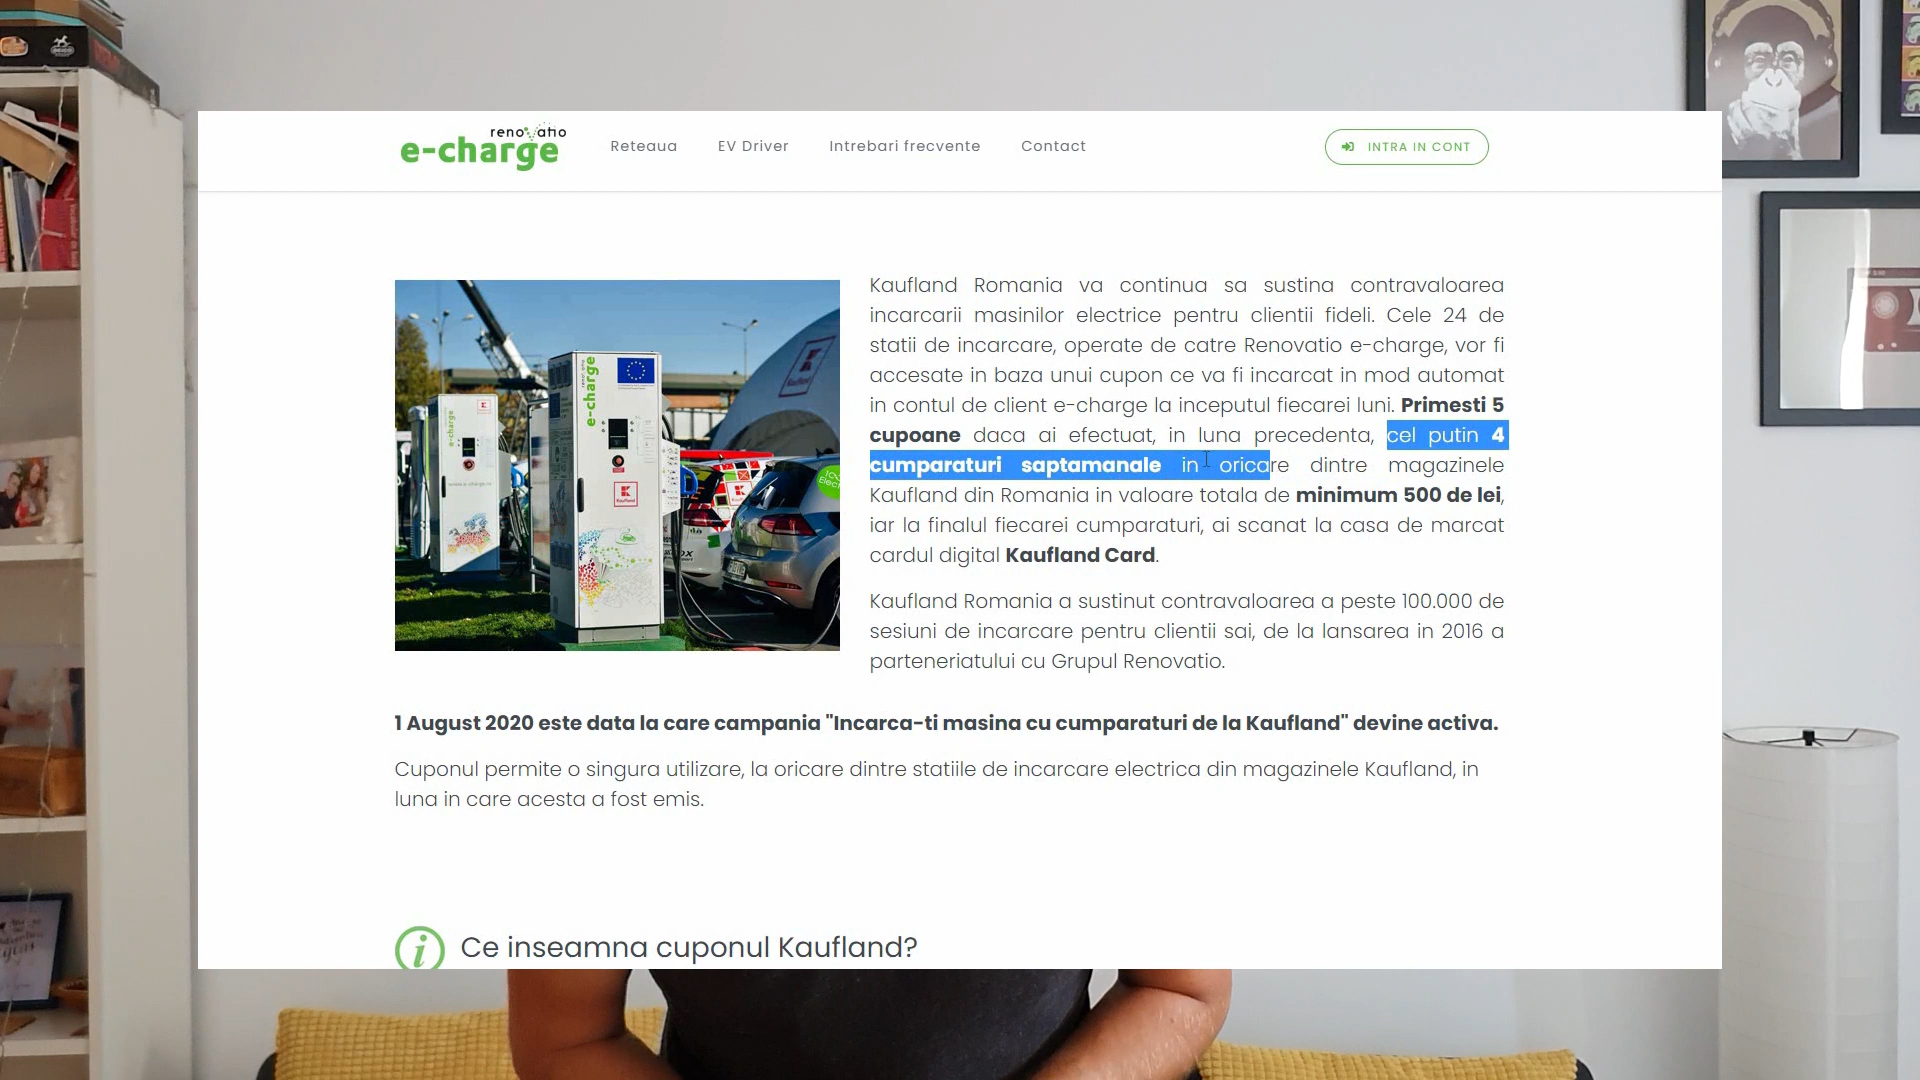 renovatio
e-charge
Reteaua
EV Driver
Intrebari frecvente
Contact
INTRA IN CONT
Kaufland Romania va continua sa sustina contravaloarea
incarcarii masinilor electrice pentru clientii fideli. Cele 24 de
statii de incarcare, operate de catre Renovatio e-charge, vor fi
accesate in baza unui cupon ce va fi incarcat in mod automat
in contul de client e-charge la inceputul fiecarei luni. Primesti 5
cupoane daca ai efectuat, in luna precedenta, cel putin 4
cumparaturi saptamanale in oricare dintre magazinele
Kaufland din Romania in valoare totala de minimum 500 de lei,
iar la finalul fiecarei cumparaturi, ai scanat la casa de marcat
cardul digital Kaufland Card.
Kaufland Romania a sustinut contravaloarea a peste 100.000 de
sesiuni de incarcare pentru clientii sai, de la lansarea in 2016 a
parteneriatului cu Grupul Renovatio.
e-charge
e-charge
1 August 2020 este data la care campania "Incarca-ti masina cu cumparaturi de la Kaufland" devine activa.
Cuponul permite o singura utilizare, la oricare dintre statiile de incarcare electrica din magazinele Kaufland, in
luna in care acesta a fost emis.
i Ce inseamna cuponul Kaufland?